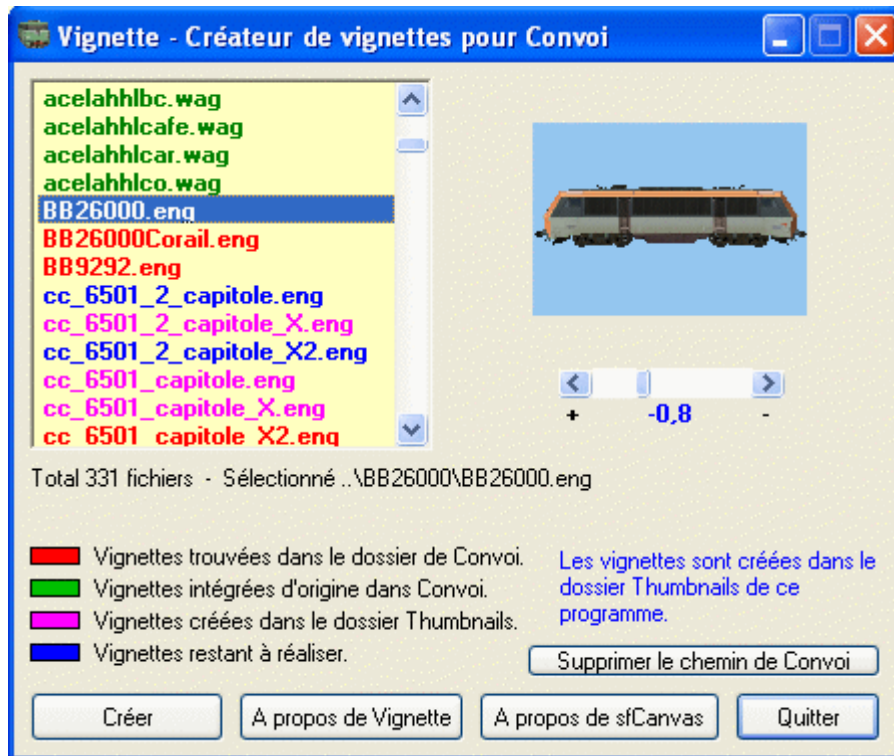 Vignette - Créateur de vignettes pour Convoi
acelahhlbc.wag
acelahhlcafe.wag
acelahhlcar.wag
acelahhlco.wag
BB26000.eng
BB26000Corail.eng
BB9292.eng
cc_6501_2_capitole.eng
cc_6501_2_capitole_X.eng
cc_6501_2_capitole_X2.eng
cc_6501_capitole.eng
cc_6501_capitole_X.eng
cc_6501_capitole_X2.eng
+ -0,8 -
Total 331 fichiers - Sélectionné ..\BB26000\BB26000.eng
Vignettes trouvées dans le dossier de Convoi.
Vignettes intégrées d'origine dans Convoi.
Vignettes créées dans le dossier Thumbnails.
Vignettes restant à réaliser.
Les vignettes sont créées dans le
dossier Thumbnails de ce
programme.
Supprimer le chemin de Convoi
Créer
A propos de Vignette
A propos de sfCanvas
Quitter